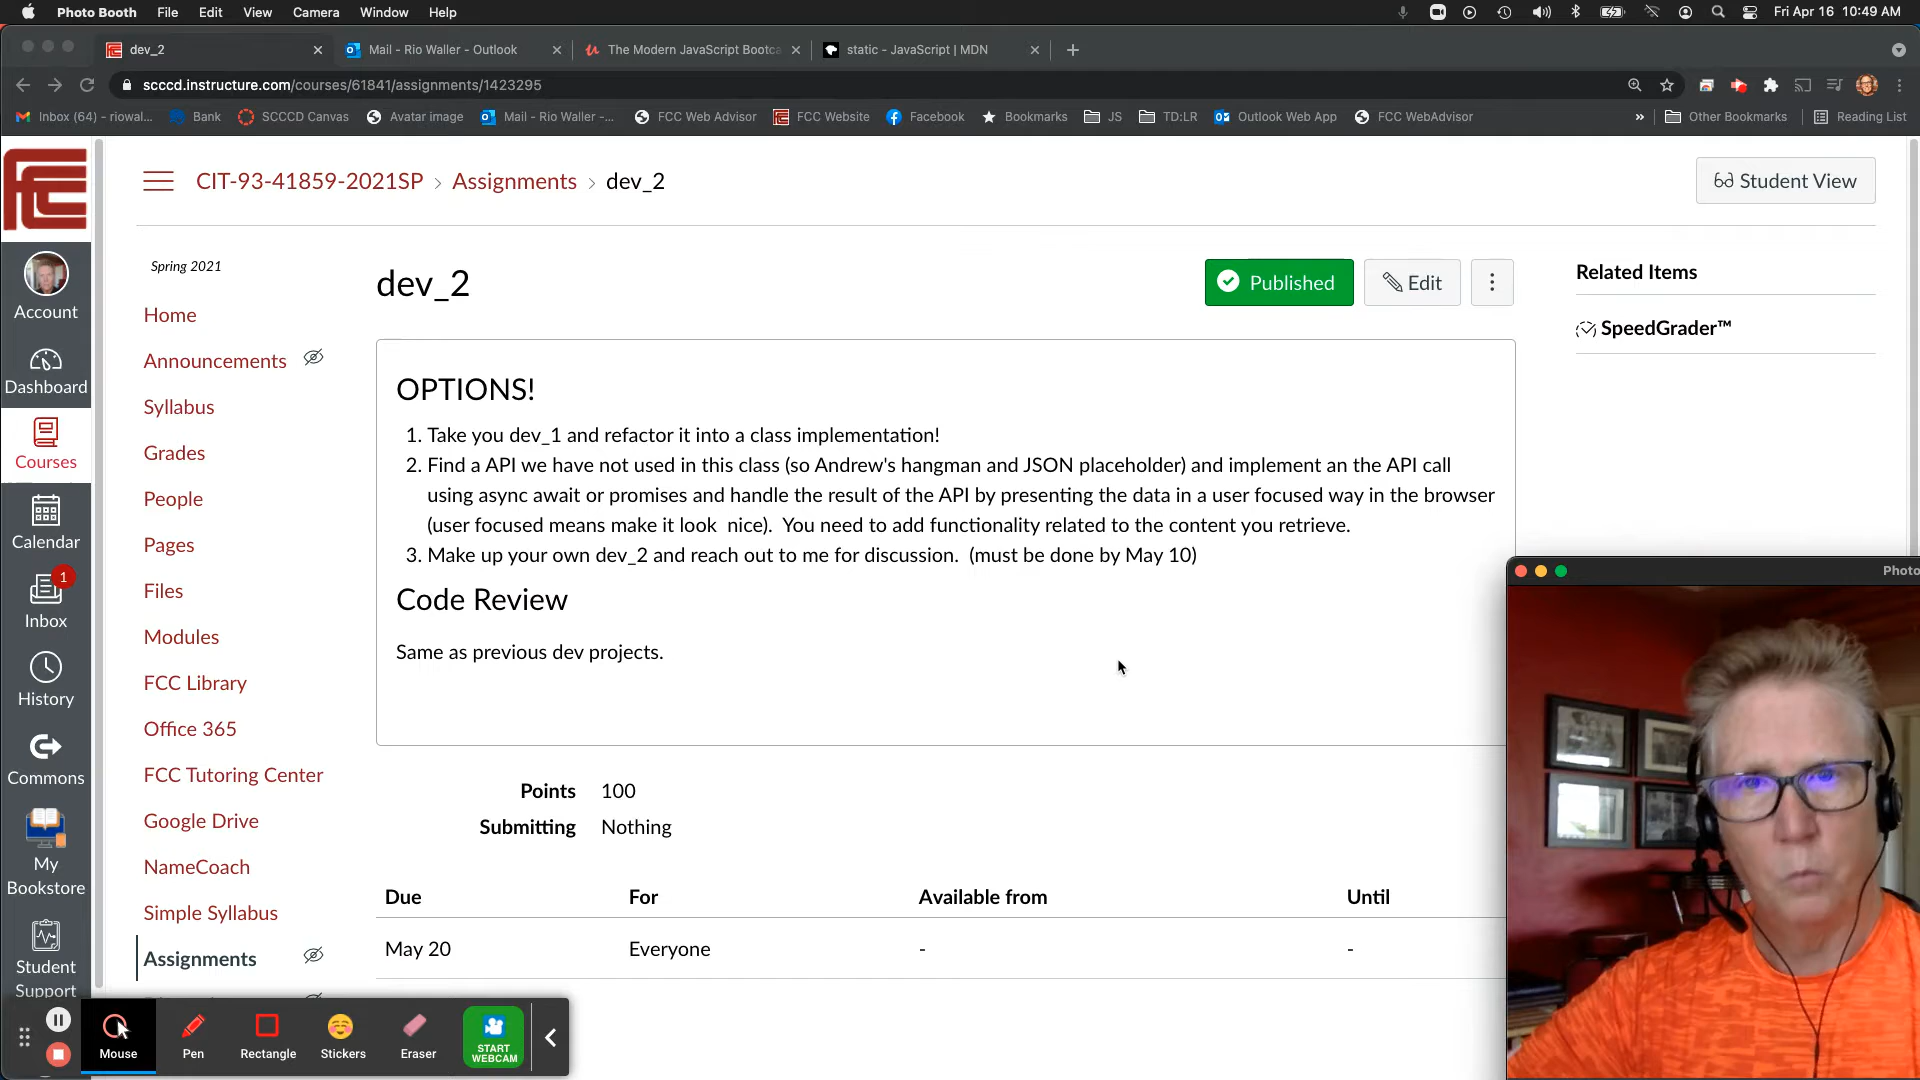 Photo Booth File Edit View Camera Window Help Fri Apr 16 10:49 AM
dev_2 Mail - Rio Waller - Outlook The Modern JavaScript Bootca static - JavaScript | MDN
scccd.instructure.com/courses/61841/assignments/1423295
Inbox (64) - riowal... Bank SCCCD Canvas Avatar image Mail - Rio Waller -... FCC Web Advisor FCC Website Facebook Bookmarks JS TD:LR Outlook Web App FCC WebAdvisor » Other Bookmarks Reading List
CIT-93-41859-2021SP › Assignments › dev_2
Student View
Account
Dashboard
Courses
Calendar
1
Inbox
History
Commons
My
Bookstore
Student
Support
Spring 2021
Home
Announcements
Syllabus
Grades
People
Pages
Files
Modules
FCC Library
Office 365
FCC Tutoring Center
Google Drive
NameCoach
Simple Syllabus
Assignments
dev_2
Published Edit
OPTIONS!
1. Take you dev_1 and refactor it into a class implementation!
2. Find a API we have not used in this class (so Andrew's hangman and JSON placeholder) and implement an the API call
using async await or promises and handle the result of the API by presenting the data in a user focused way in the browser
(user focused means make it look nice). You need to add functionality related to the content you retrieve.
3. Make up your own dev_2 and reach out to me for discussion. (must be done by May 10)
Code Review
Same as previous dev projects.
Points 100
Submitting Nothing
Due For Available from Until
May 20 Everyone - -
Related Items
SpeedGrader™
Photo
Mouse Pen Rectangle Stickers Eraser START
WEBCAM